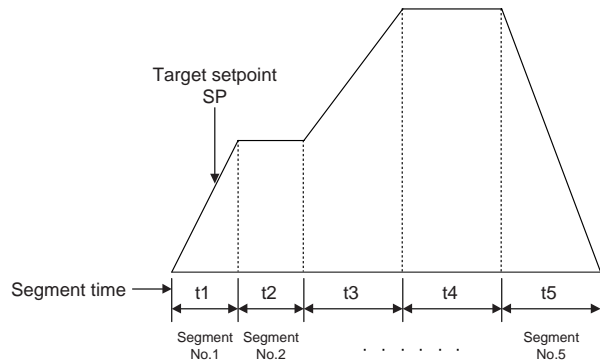 Target setpoint
SP
Segment time
t1 t2 t3 t4 t5
Segment
No.1
Segment
No.2
. . . . . .
Segment
No.5